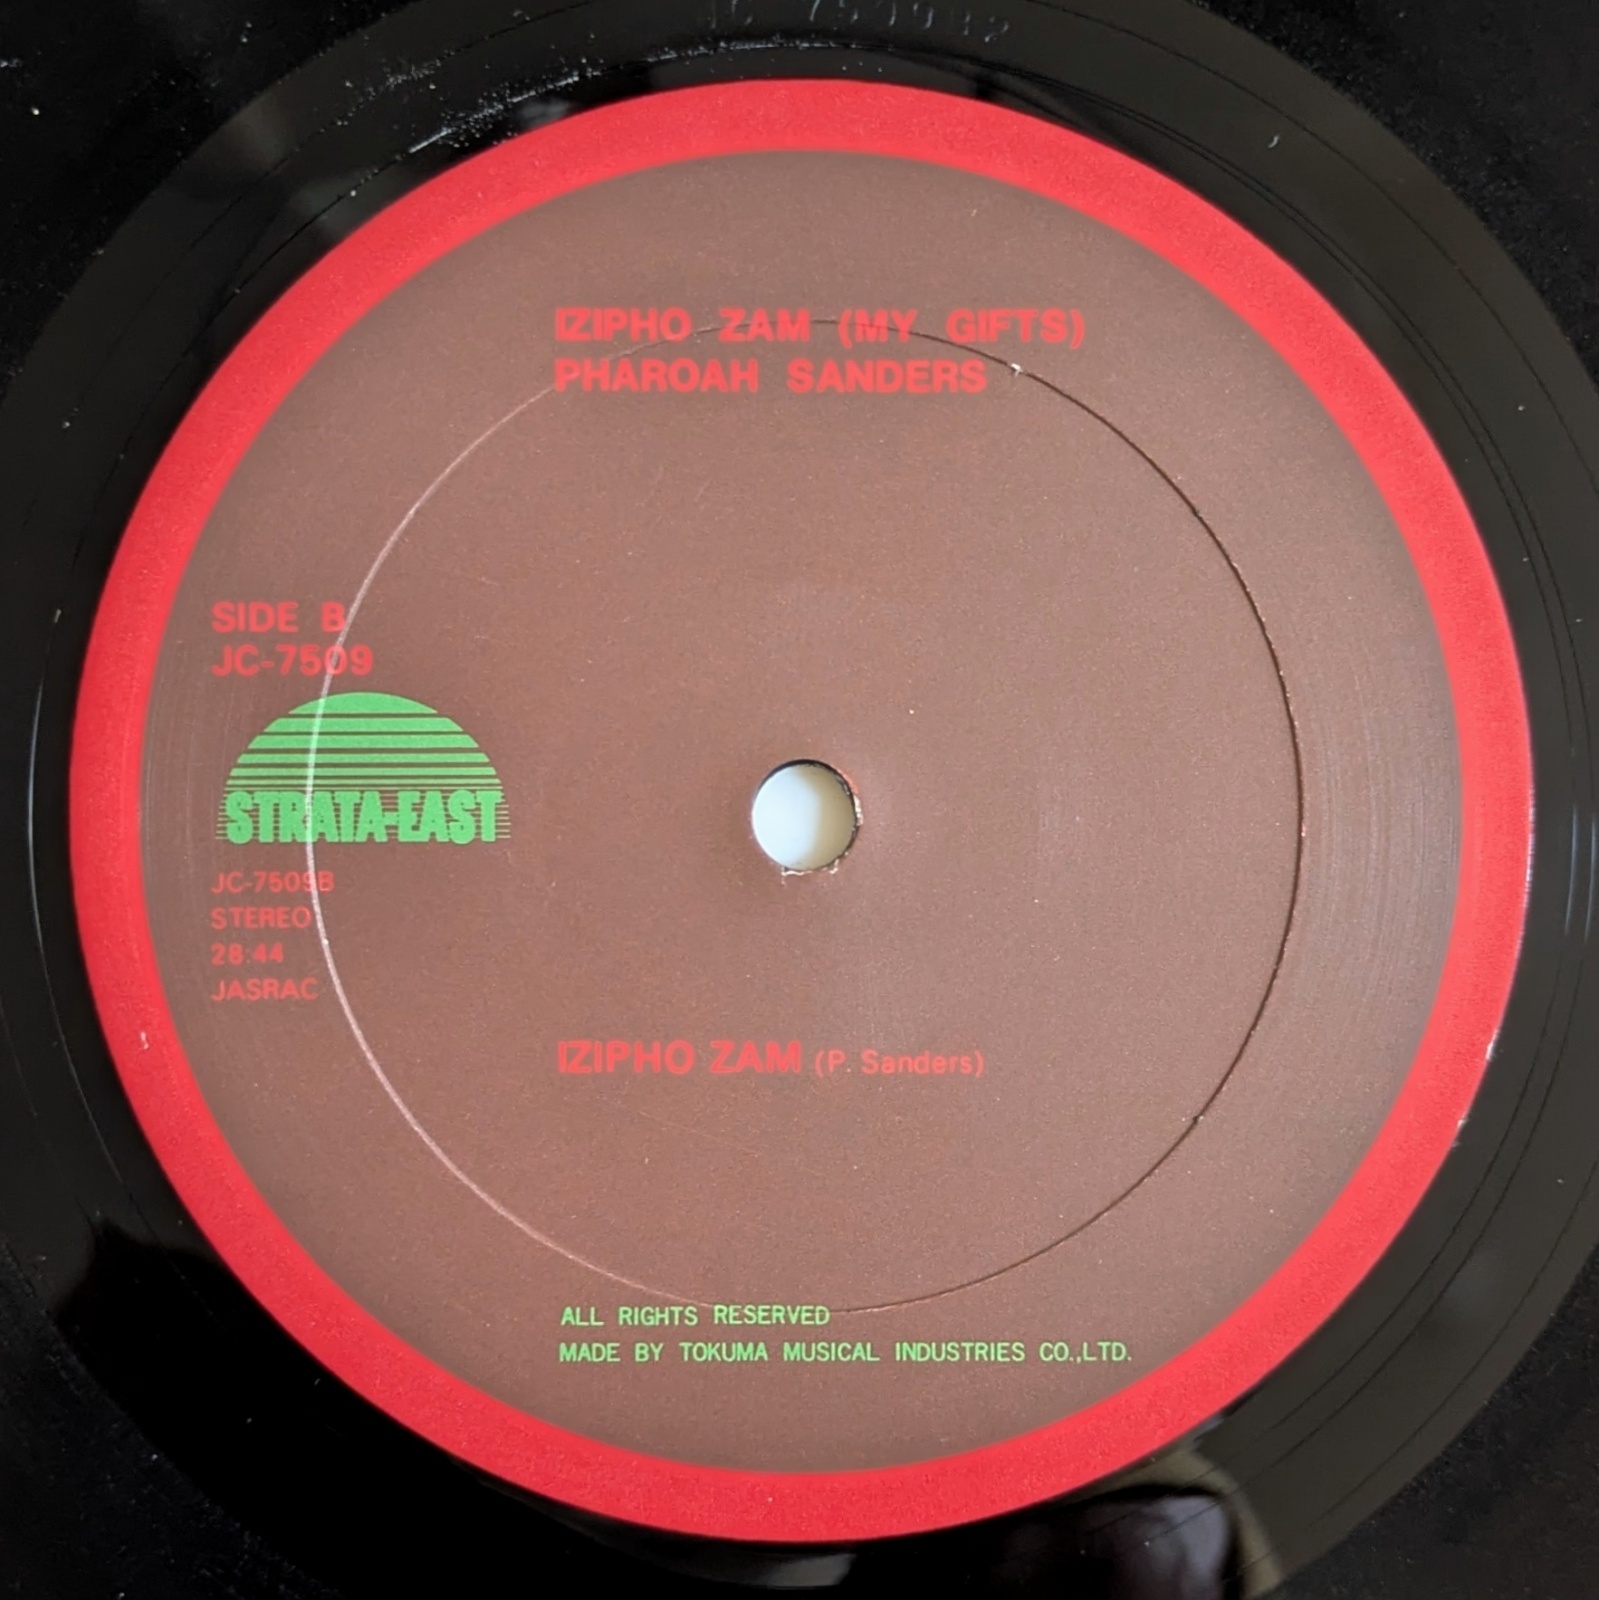 IZIPHO ZAM (MY GIFTS)
PHAROAH SANDERS
SIDE B
JC-7509
STRATA-EAST
JC-7509B
STEREO
28:44
JASRAC
IZIPHO ZAM (P. Sanders)
ALL RIGHTS RESERVED
MADE BY TOKUMA MUSICAL INDUSTRIES CO.,LTD.